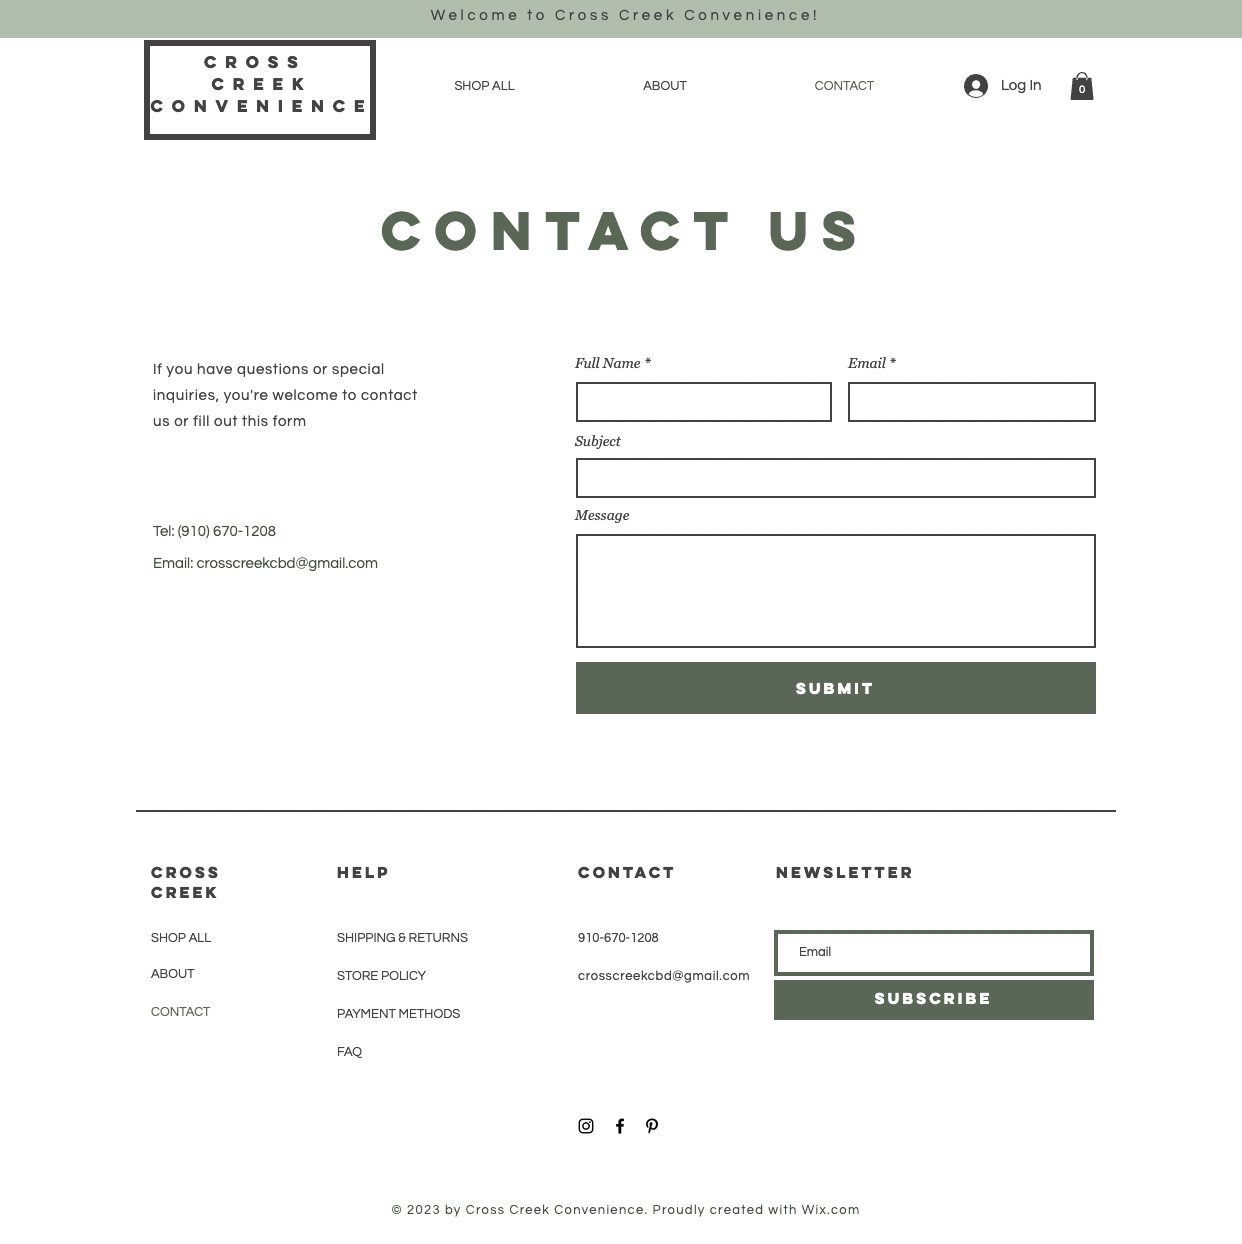 Welcome to Cross Creek Convenience!
CROSS
CREEK
CONVENIENCE
SHOP ALL
ABOUT
CONTACT
Log In
0
CONTACT US
If you have questions or special
inquiries, you're welcome to contact
us or fill out this form
Tel: (910) 670-1208
Email: crosscreekcbd@gmail.com
Full Name *
Email *
Subject
Message
SUBMIT
CROSS
CREEK
SHOP ALL
ABOUT
CONTACT
HELP
SHIPPING & RETURNS
STORE POLICY
PAYMENT METHODS
FAQ
CONTACT
910-670-1208
crosscreekcbd@gmail.com
NEWSLETTER
Email
SUBSCRIBE
© 2023 by Cross Creek Convenience. Proudly created with Wix.com